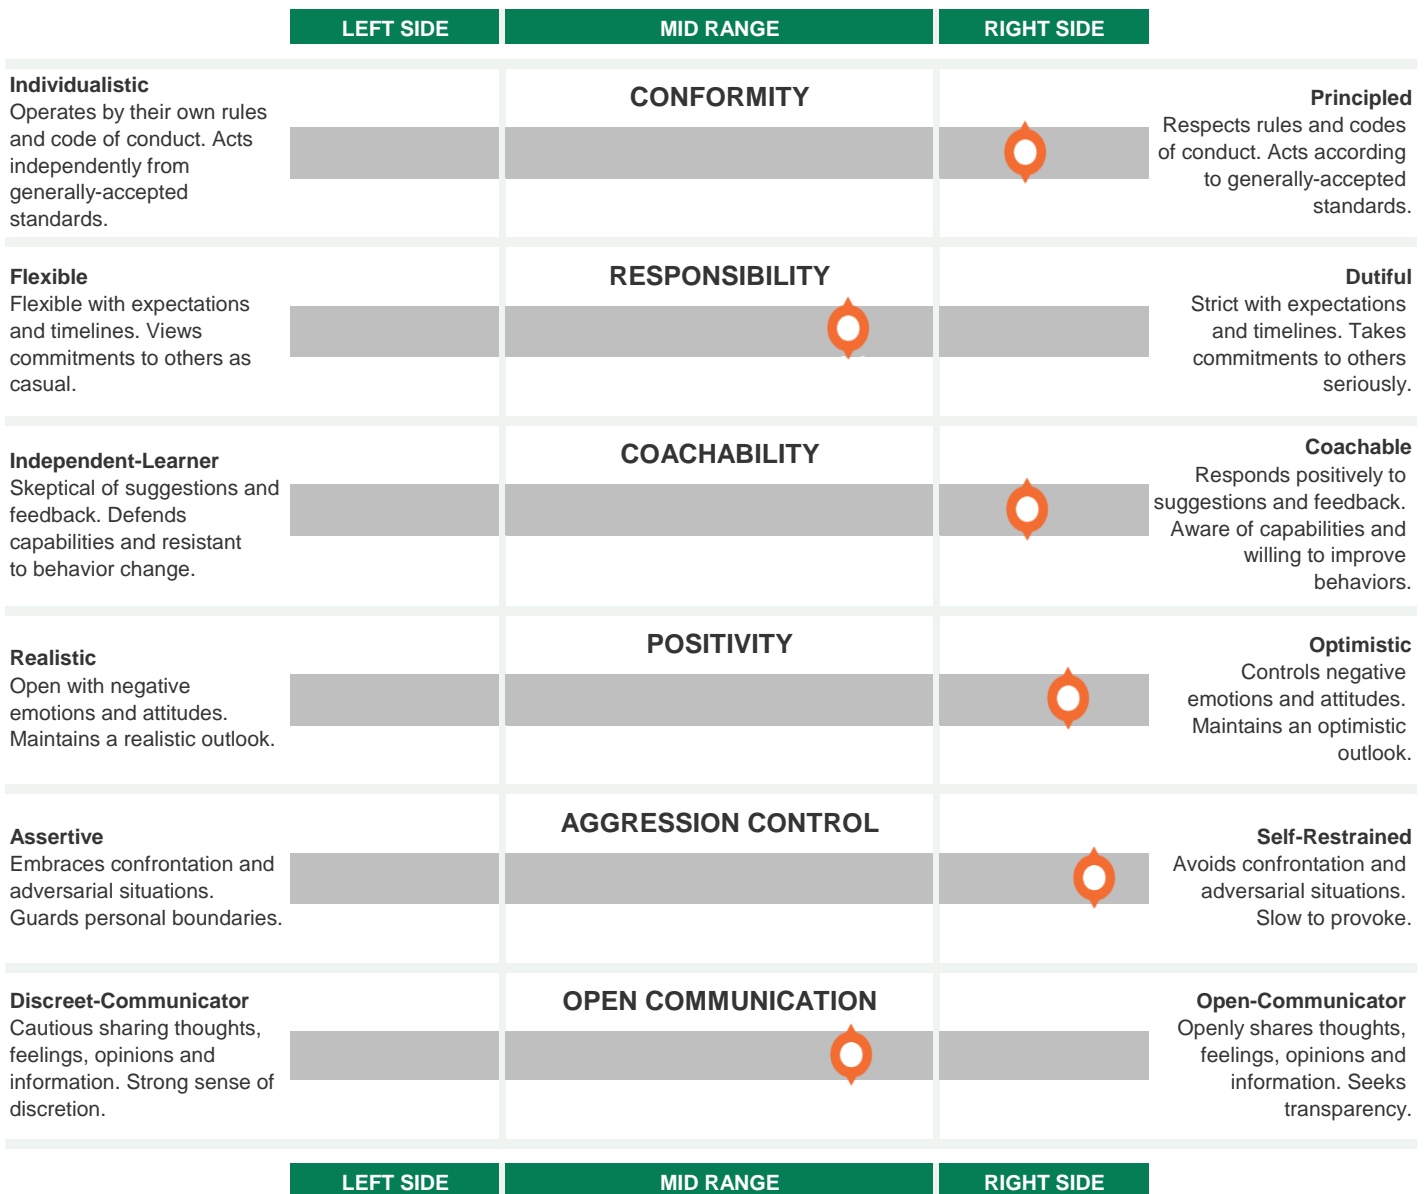 LEFT SIDE MID RANGE RIGHT SIDE
Individualistic
Operates by their own rules
and code of conduct. Acts
independently from
generally-accepted
standards.
CONFORMITY
Principled
Respects rules and codes
of conduct. Acts according
to generally-accepted
standards.
Flexible
Flexible with expectations
and timelines. Views
commitments to others as
casual.
RESPONSIBILITY
Dutiful
Strict with expectations
and timelines. Takes
commitments to others
seriously.
Independent-Learner
Skeptical of suggestions and
feedback. Defends
capabilities and resistant
to behavior change.
COACHABILITY
Coachable
Responds positively to
suggestions and feedback.
Aware of capabilities and
willing to improve
behaviors.
Realistic
Open with negative
emotions and attitudes.
Maintains a realistic outlook.
POSITIVITY
Optimistic
Controls negative
emotions and attitudes.
Maintains an optimistic
outlook.
Assertive
Embraces confrontation and
adversarial situations.
Guards personal boundaries.
AGGRESSION CONTROL
Self-Restrained
Avoids confrontation and
adversarial situations.
Slow to provoke.
Discreet-Communicator
Cautious sharing thoughts,
feelings, opinions and
information. Strong sense of
discretion.
OPEN COMMUNICATION
Open-Communicator
Openly shares thoughts,
feelings, opinions and
information. Seeks
transparency.
LEFT SIDE MID RANGE RIGHT SIDE